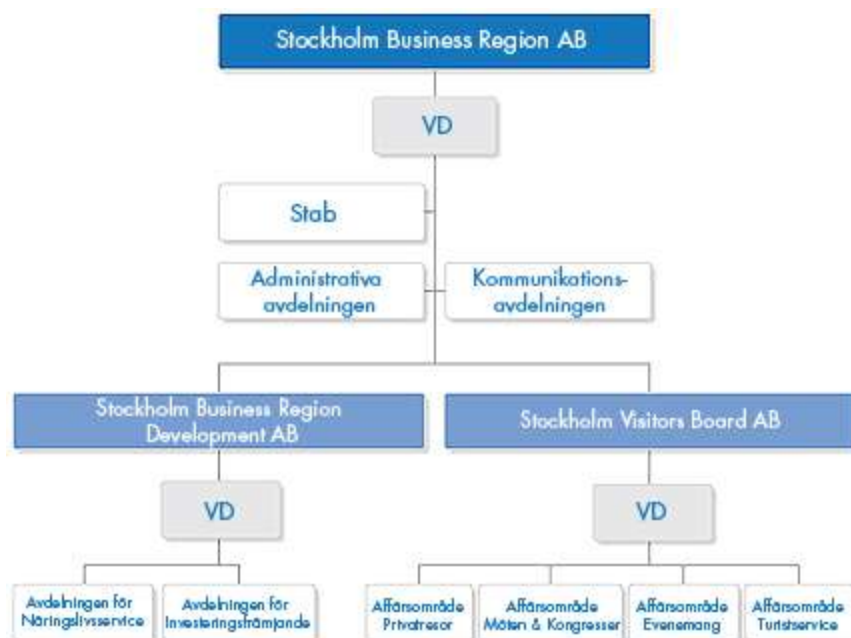 Stockholm Business Region AB
VD
Stab
Administrativa
avdelningen
Kommunikations-
avdelningen
Stockholm Business Region
Development AB
Stockholm Visitors Board AB
VD
VD
Avdelningen för
Näringslivsservice
Avdelningen för
Investeringsfrämjande
Affärsområde
Privatresor
Affärsområde
Möten & Kongresser
Affärsområde
Evenemang
Affärsområde
Turistservice